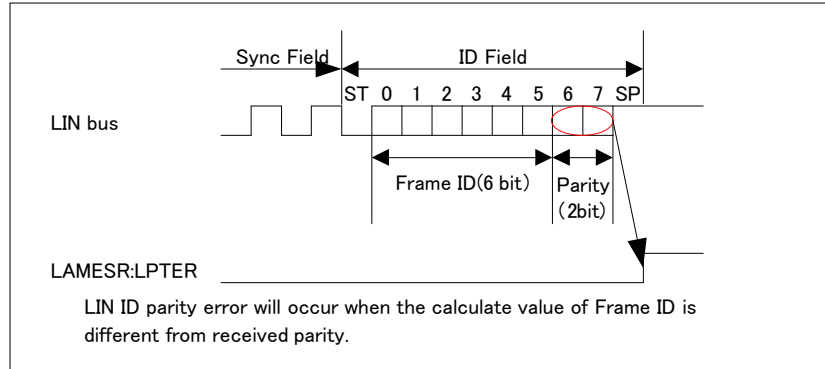 Sync Field
ID Field
ST 0 1 2 3 4 5 6 7 SP
LIN bus
Frame ID(6 bit)
Parity
(2bit)
LAMESR:LPTER
LIN ID parity error will occur when the calculate value of Frame ID is
different from received parity.